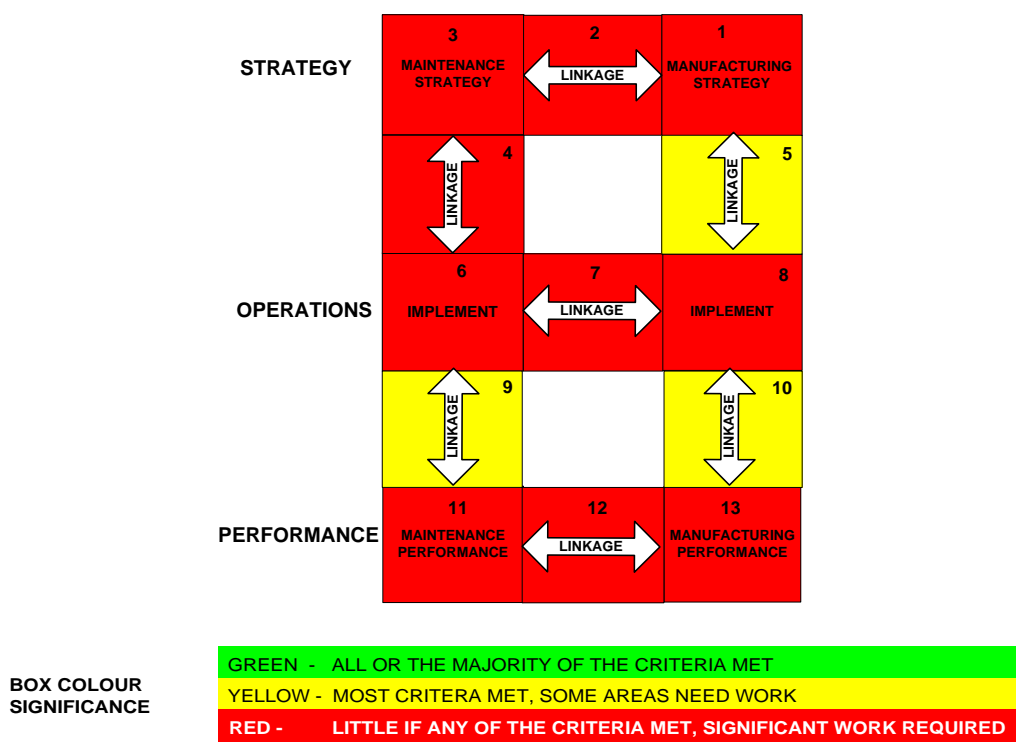 3
2
1
STRATEGY
MAINTENANCE
STRATEGY
LINKAGE
MANUFACTURING
STRATEGY
4
LINKAGE
5
LINKAGE
6
7
8
OPERATIONS
IMPLEMENT
LINKAGE
IMPLEMENT
9
LINKAGE
10
LINKAGE
11
12
13
PERFORMANCE
MAINTENANCE
PERFORMANCE
LINKAGE
MANUFACTURING
PERFORMANCE
BOX COLOUR
SIGNIFICANCE
GREEN - ALL OR THE MAJORITY OF THE CRITERIA MET
YELLOW - MOST CRITERA MET, SOME AREAS NEED WORK
RED - LITTLE IF ANY OF THE CRITERIA MET, SIGNIFICANT WORK REQUIRED